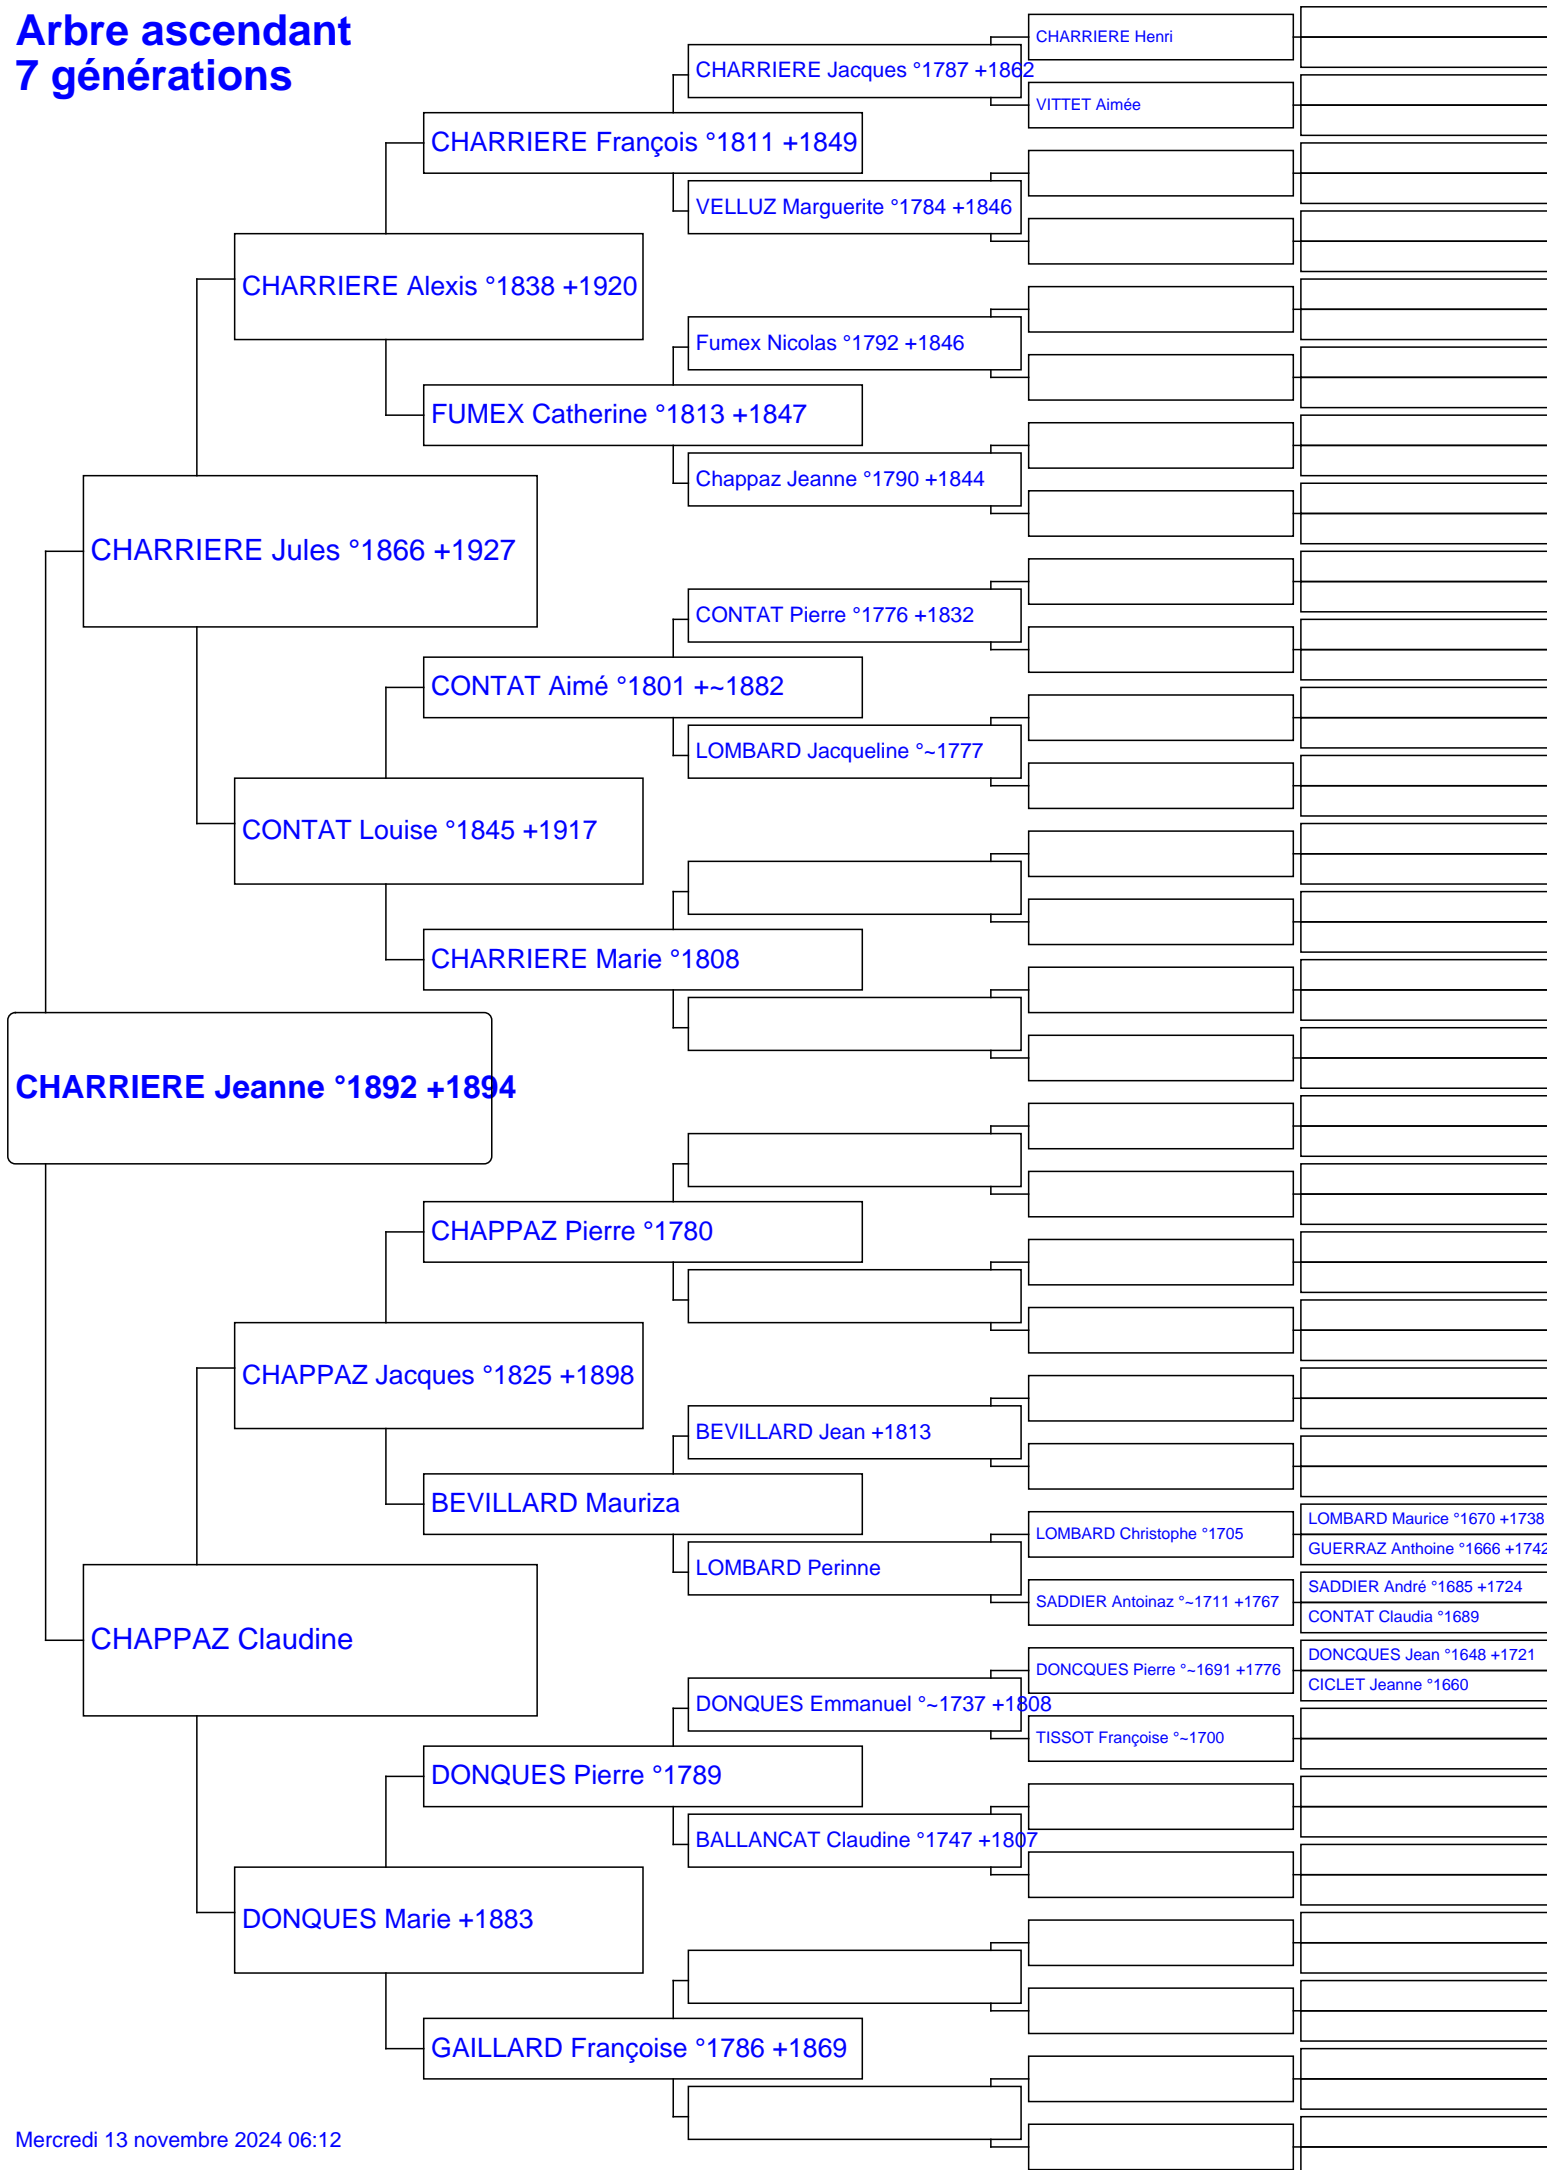 Arbre ascendant
7 générations
CHARRIERE Henri
CHARRIERE Jacques °1787 +1862
VITTET Aimée
CHARRIERE François °1811 +1849
VELLUZ Marguerite °1784 +1846
CHARRIERE Alexis °1838 +1920
Fumex Nicolas °1792 +1846
FUMEX Catherine °1813 +1847
Chappaz Jeanne °1790 +1844
CHARRIERE Jules °1866 +1927
CONTAT Pierre °1776 +1832
CONTAT Aimé °1801 +~1882
LOMBARD Jacqueline °~1777
CONTAT Louise °1845 +1917
CHARRIERE Marie °1808
CHARRIERE Jeanne °1892 +1894
CHAPPAZ Pierre °1780
CHAPPAZ Jacques °1825 +1898
BEVILLARD Jean +1813
BEVILLARD Mauriza
LOMBARD Maurice °1670 +1738
LOMBARD Christophe °1705
GUERRAZ Anthoine °1666 +1742
LOMBARD Perinne
SADDIER André °1685 +1724
SADDIER Antoinaz °~1711 +1767
CONTAT Claudia °1689
CHAPPAZ Claudine
DONCQUES Jean °1648 +1721
DONCQUES Pierre °~1691 +1776
CICLET Jeanne °1660
DONQUES Emmanuel °~1737 +1808
TISSOT Françoise °~1700
DONQUES Pierre °1789
BALLANCAT Claudine °1747 +1807
DONQUES Marie +1883
GAILLARD Françoise °1786 +1869
Mercredi 13 novembre 2024 06:12